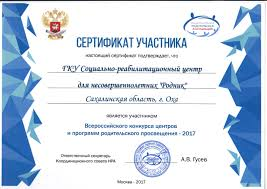 СЕРТИФИКАТ УЧАСТНИКА
настоящий сертификат подтверждает, что
ГКУ Социально-реабилитационный центр
для несовершеннолетних "Родник"
Сахалинская область, г. Оха
является участником
Всероссийского конкурса центров
и программ родительского просвещения - 2017
Ответственный секретарь
Координационного совета НРА
А.В. Гусев
Москва - 2017